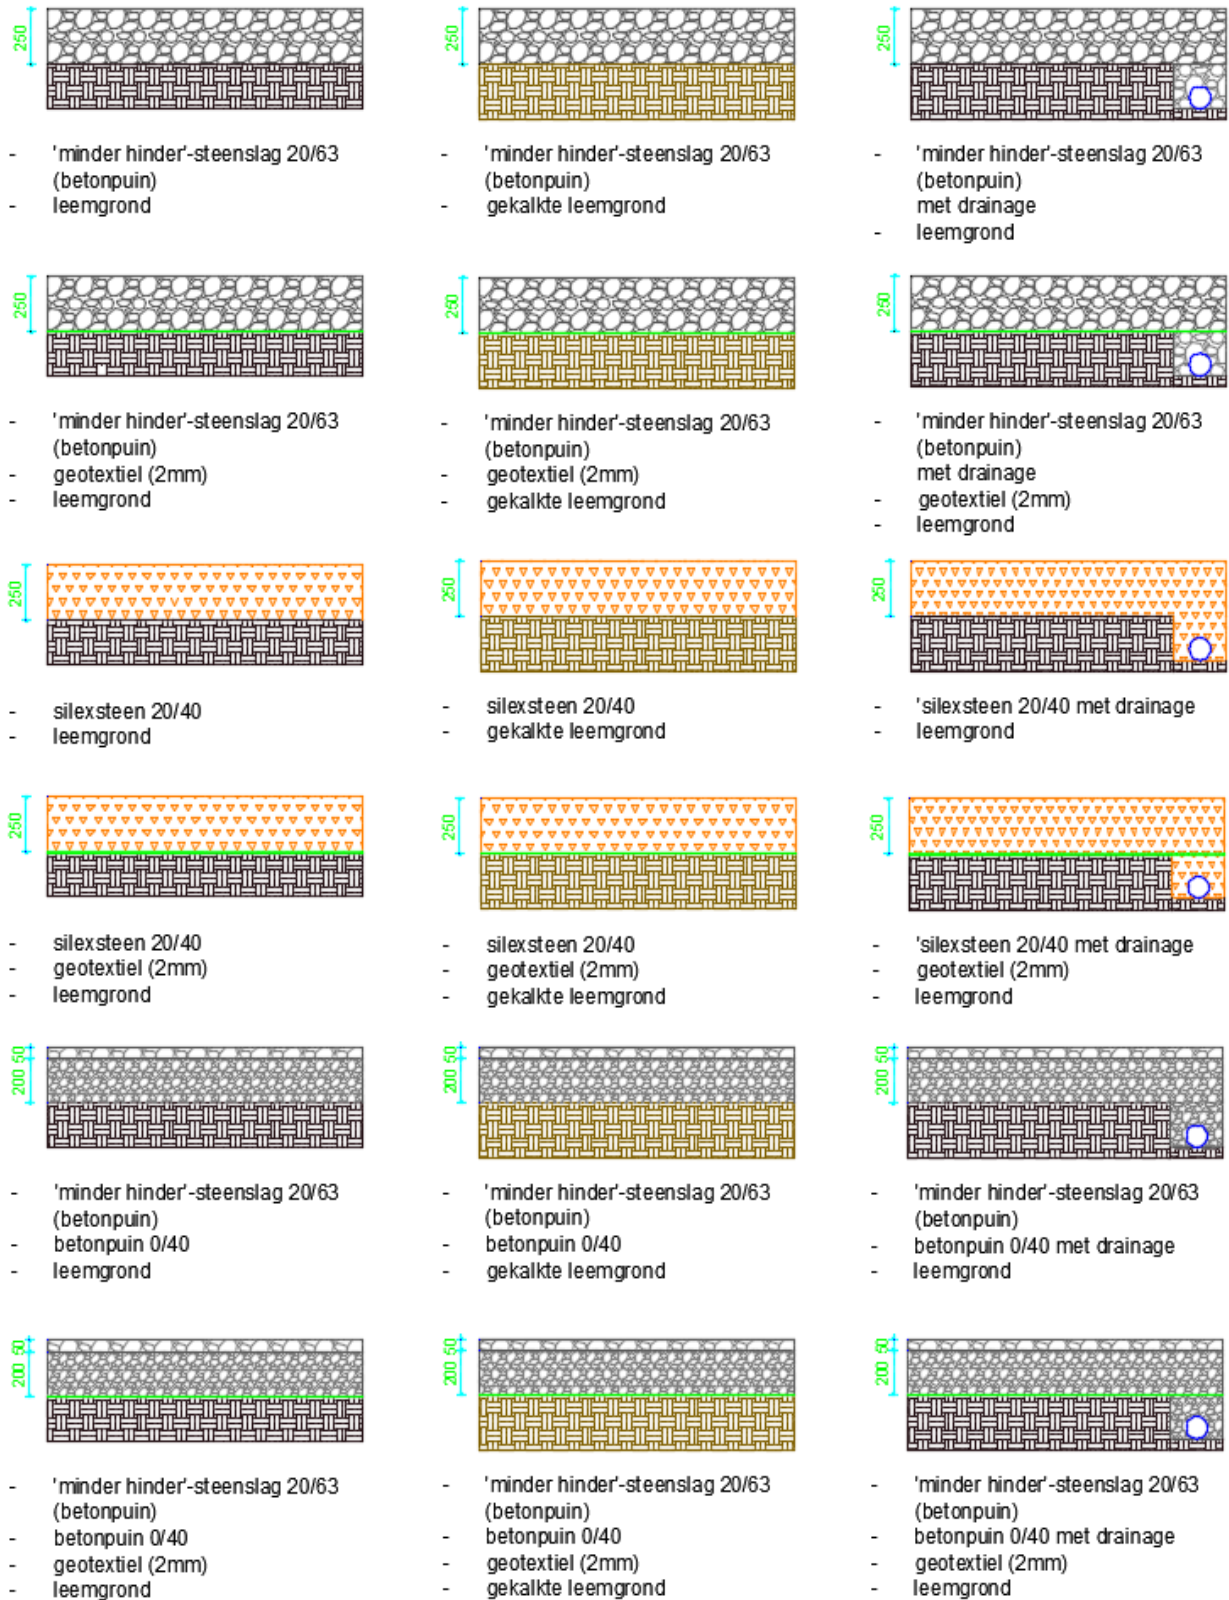 250
- 'minder hinder'-steenslag 20/63
(betonpuin)
- leemgrond
250
- 'minder hinder'-steenslag 20/63
(betonpuin)
- gekalkte leemgrond
250
- 'minder hinder'-steenslag 20/63
(betonpuin)
met drainage
- leemgrond
250
- 'minder hinder'-steenslag 20/63
(betonpuin)
- geotextiel (2mm)
- leemgrond
250
- 'minder hinder'-steenslag 20/63
(betonpuin)
- geotextiel (2mm)
- gekalkte leemgrond
250
- 'minder hinder'-steenslag 20/63
(betonpuin)
met drainage
- geotextiel (2mm)
- leemgrond
250
- silexsteen 20/40
- leemgrond
250
- silexsteen 20/40
- gekalkte leemgrond
250
- 'silexsteen 20/40 met drainage
- leemgrond
250
- silexsteen 20/40
- geotextiel (2mm)
- leemgrond
250
- silexsteen 20/40
- geotextiel (2mm)
- gekalkte leemgrond
250
- 'silexsteen 20/40 met drainage
- geotextiel (2mm)
- leemgrond
200 50
- 'minder hinder'-steenslag 20/63
(betonpuin)
- betonpuin 0/40
- leemgrond
200 50
- 'minder hinder'-steenslag 20/63
(betonpuin)
- betonpuin 0/40
- gekalkte leemgrond
200 50
- 'minder hinder'-steenslag 20/63
(betonpuin)
- betonpuin 0/40 met drainage
- leemgrond
200 50
- 'minder hinder'-steenslag 20/63
(betonpuin)
- betonpuin 0/40
- geotextiel (2mm)
- leemgrond
200 50
- 'minder hinder'-steenslag 20/63
(betonpuin)
- betonpuin 0/40
- geotextiel (2mm)
- gekalkte leemgrond
200 50
- 'minder hinder'-steenslag 20/63
(betonpuin)
- betonpuin 0/40 met drainage
- geotextiel (2mm)
- leemgrond